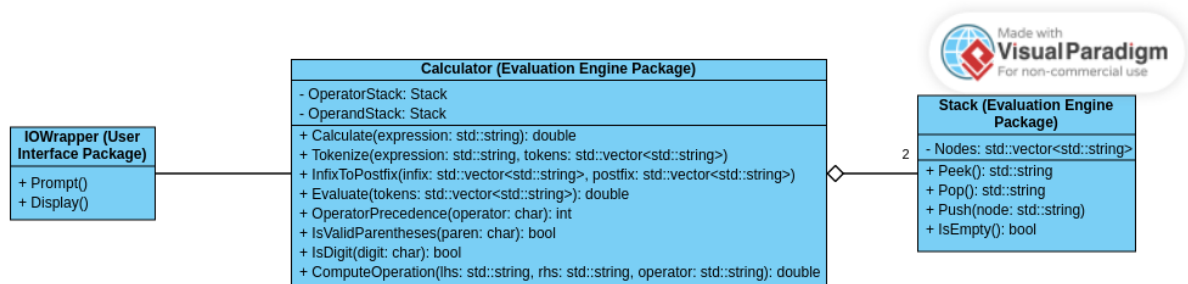 Made with
Visual Paradigm
For non-commercial use
IOWrapper (User
Interface Package)
+ Prompt()
+ Display()
Calculator (Evaluation Engine Package)
- OperatorStack: Stack
- OperandStack: Stack
+ Calculate(expression: std::string): double
+ Tokenize(expression: std::string, tokens: std::vector<std::string>)
+ InfixToPostfix(infix: std::vector<std::string>, postfix: std::vector<std::string>)
+ Evaluate(tokens: std::vector<std::string>): double
+ OperatorPrecedence(operator: char): int
+ IsValidParentheses(paren: char): bool
+ IsDigit(digit: char): bool
+ ComputeOperation(lhs: std::string, rhs: std::string, operator: std::string): double
2
Stack (Evaluation Engine
Package)
- Nodes: std::vector<std::string>
+ Peek(): std::string
+ Pop(): std::string
+ Push(node: std::string)
+ IsEmpty(): bool